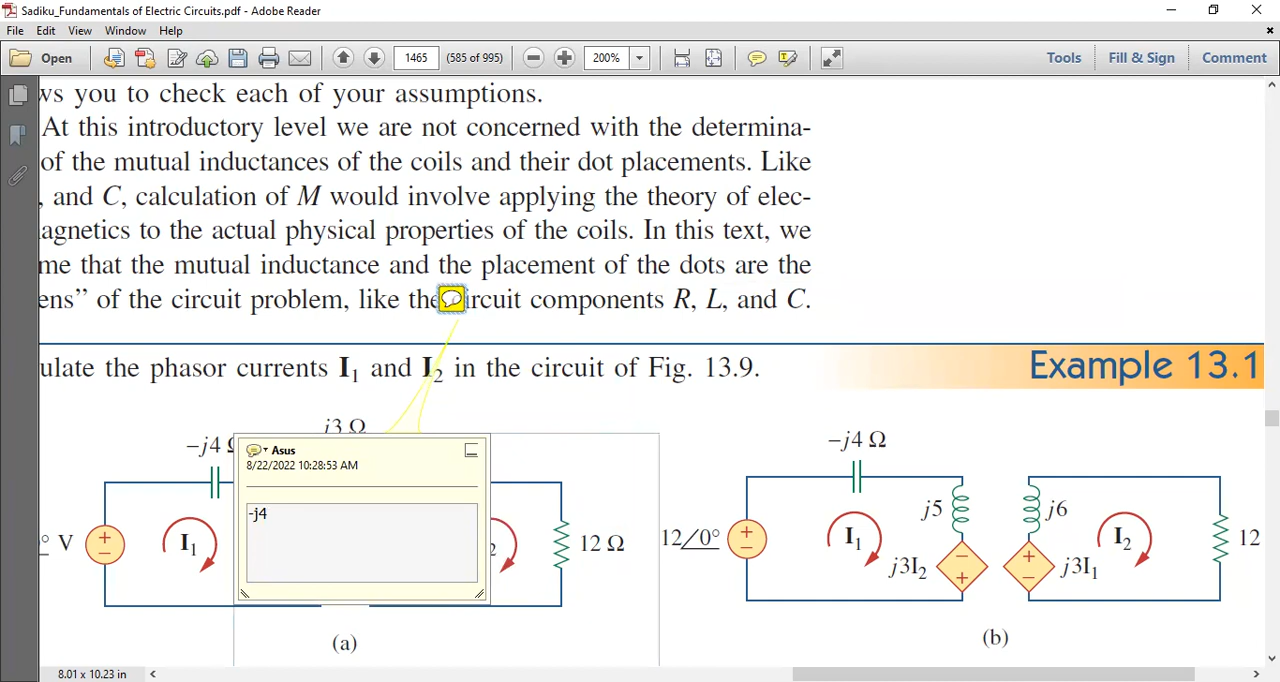 Sadiku_Fundamentals of Electric Circuits.pdf - Adobe Reader
File Edit View Window Help
Open 1465 (585 of 995) 200% Tools Fill & Sign Comment
ws you to check each of your assumptions.
At this introductory level we are not concerned with the determina-
of the mutual inductances of the coils and their dot placements. Like
, and C, calculation of M would involve applying the theory of elec-
agnetics to the actual physical properties of the coils. In this text, we
me that the mutual inductance and the placement of the dots are the
ens” of the circuit problem, like the ircuit components R, L, and C.
ulate the phasor currents I₁ and I₂ in the circuit of Fig. 13.9.
Example 13.1
j3 Ω
−j4 Ω
Asus
8/22/2022 10:28:53 AM
-j4
° V
I₁
2
12 Ω
(a)
−j4 Ω
j5
j6
12/0°
I₁
j3I₂
j3I₁
I₂
12
(b)
8.01 x 10.23 in